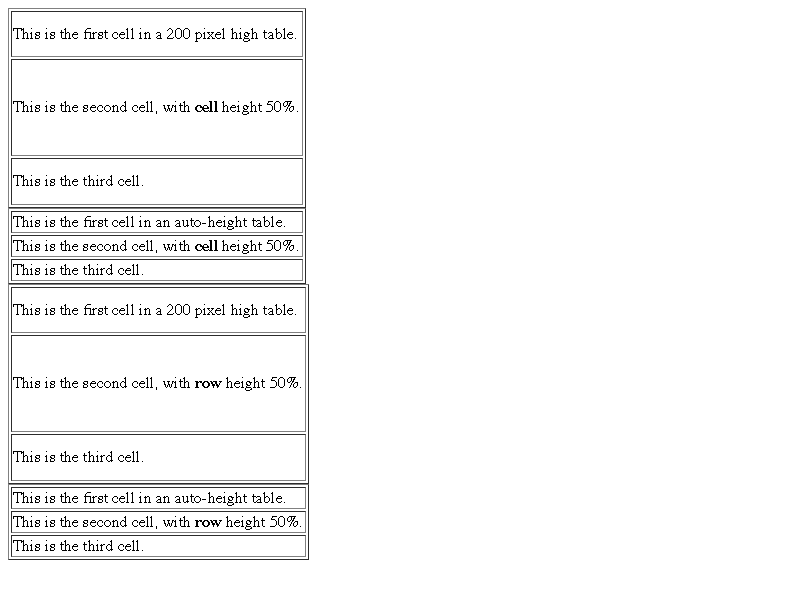 This is the first cell in a 200 pixel high table.
This is the second cell, with cell height 50%.
This is the third cell.
This is the first cell in an auto-height table.
This is the second cell, with cell height 50%.
This is the third cell.
This is the first cell in a 200 pixel high table.
This is the second cell, with row height 50%.
This is the third cell.
This is the first cell in an auto-height table.
This is the second cell, with row height 50%.
This is the third cell.